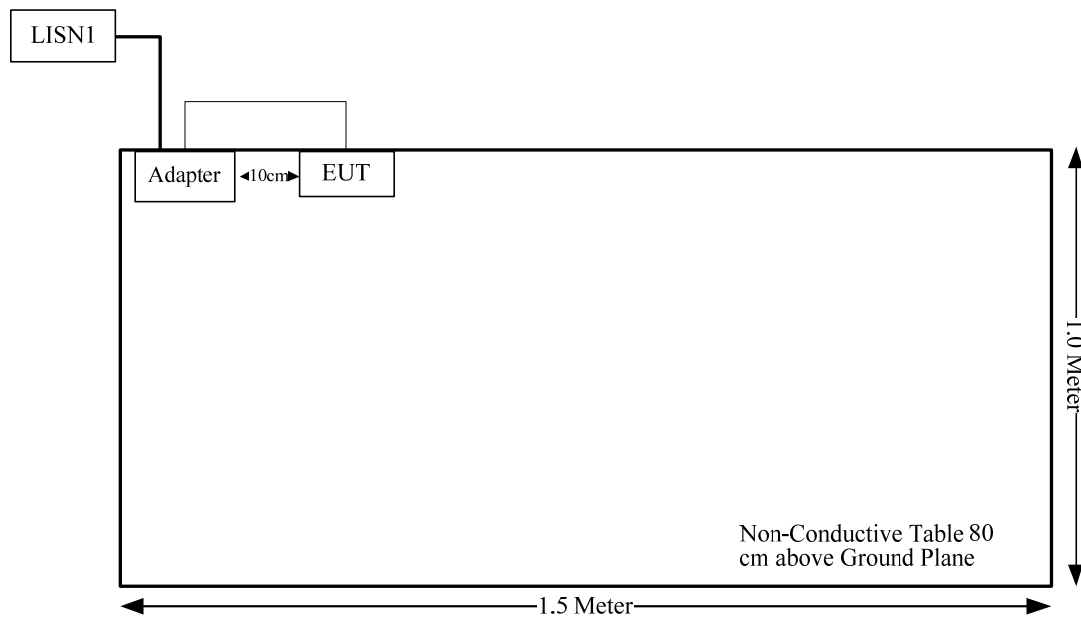 LISN1
Adapter
10cm
EUT
1.0 Meter
Non-Conductive Table 80
cm above Ground Plane
1.5 Meter